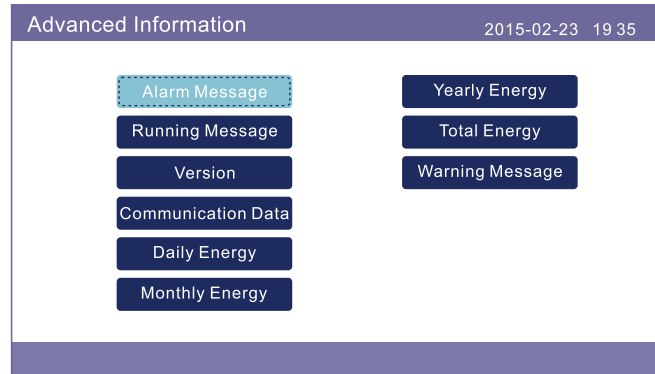 Advanced Information
2015-02-23 19 35
Alarm Message
Running Message
Version
Communication Data
Daily Energy
Monthly Energy
Yearly Energy
Total Energy
Warning Message